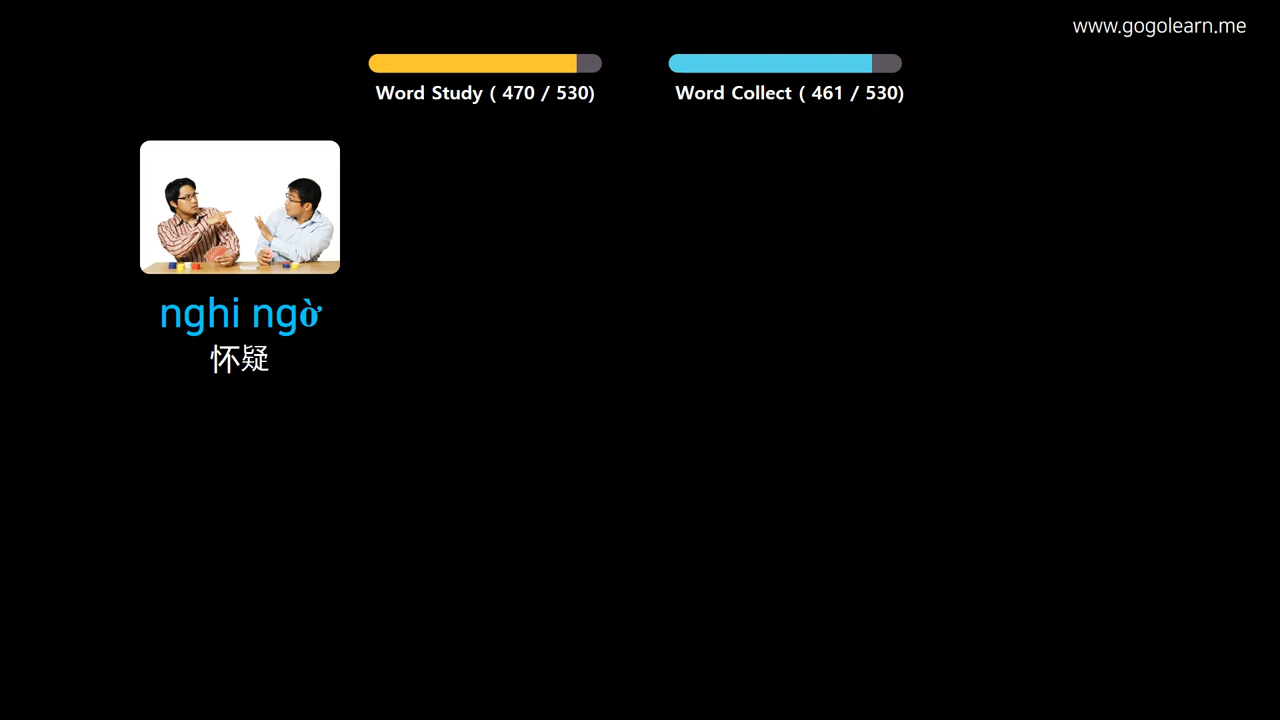 www.gogolearn.me
Word Study ( 470 / 530)
Word Collect ( 461 / 530)
nghi ngờ
怀疑